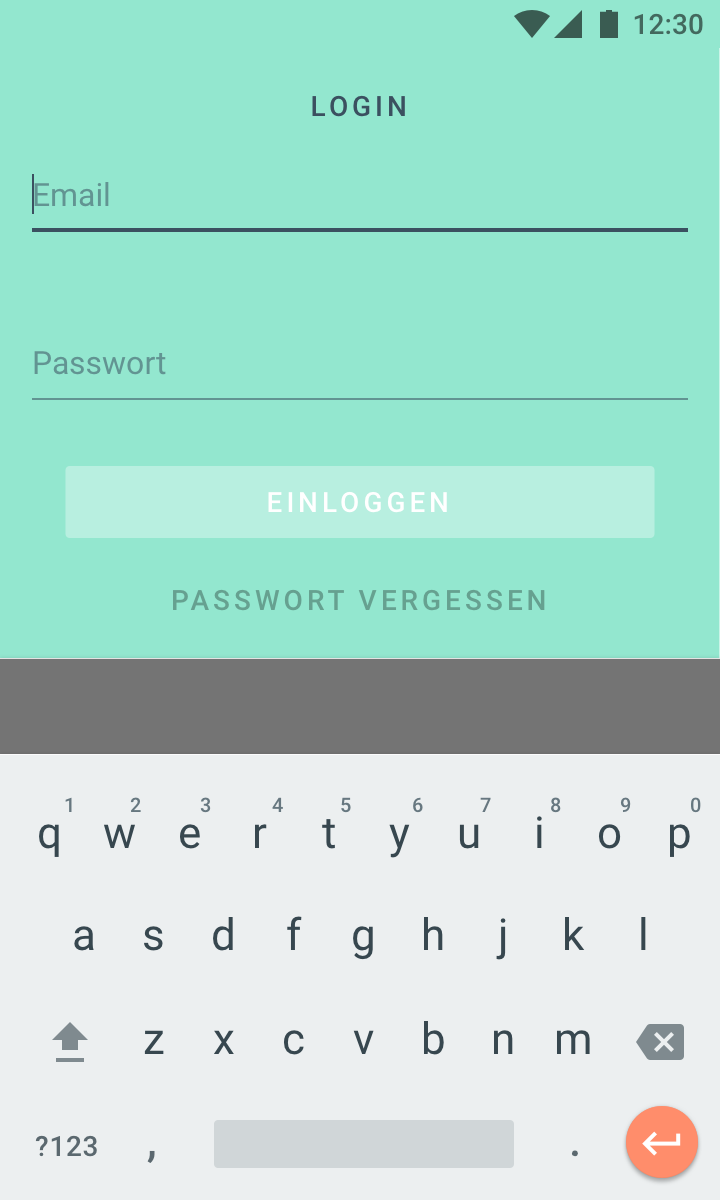 12:30
LOGIN
Email
Passwort
EINLOGGEN
PASSWORT VERGESSEN
1 2 3 4 5 6 7 8 9 0
q w e r t y u i o p
a s d f g h j k l
z x c v b n m
?123 , .